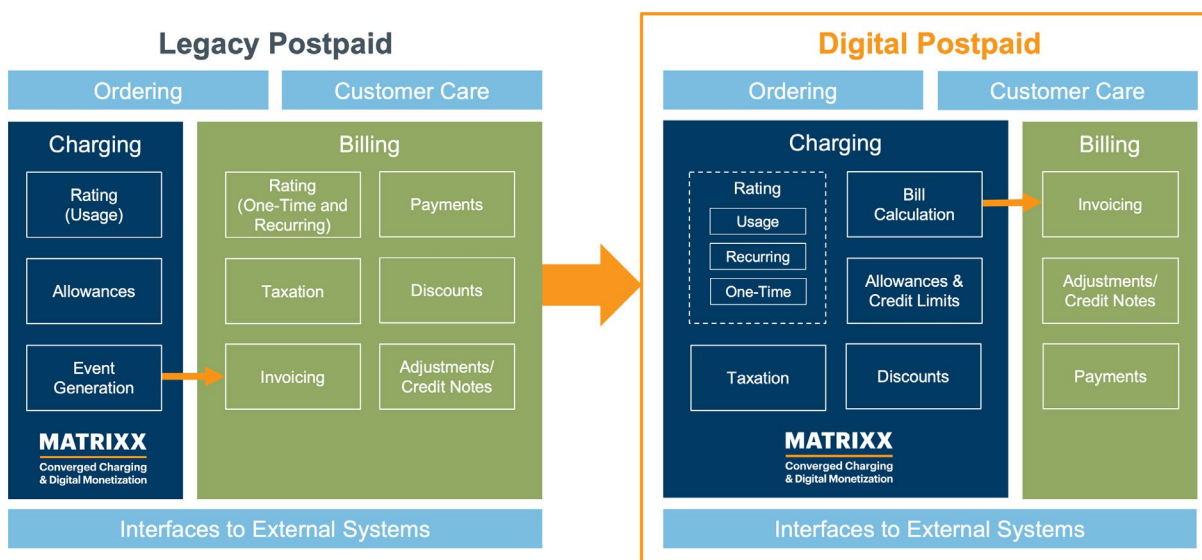 Legacy Postpaid
Ordering
Customer Care
Charging
Rating
(Usage)
Allowances
Event
Generation
MATRIXX
Converged Charging
& Digital Monetization
Billing
Rating
(One-Time and
Recurring)
Payments
Taxation
Discounts
Invoicing
Adjustments/
Credit Notes
Interfaces to External Systems
Digital Postpaid
Ordering
Customer Care
Charging
Rating
Usage
Recurring
One-Time
Bill
Calculation
Allowances &
Credit Limits
Taxation
Discounts
MATRIXX
Converged Charging
& Digital Monetization
Billing
Invoicing
Adjustments/
Credit Notes
Payments
Interfaces to External Systems